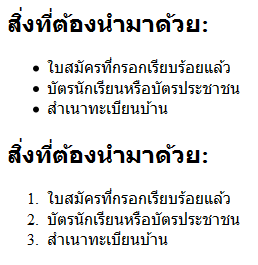 สิ่งที่ต้องนำมาด้วย:
• ใบสมัครที่กรอกเรียบร้อยแล้ว
• บัตรนักเรียนหรือบัตรประชาชน
• สำเนาทะเบียนบ้าน
สิ่งที่ต้องนำมาด้วย:
1. ใบสมัครที่กรอกเรียบร้อยแล้ว
2. บัตรนักเรียนหรือบัตรประชาชน
3. สำเนาทะเบียนบ้าน